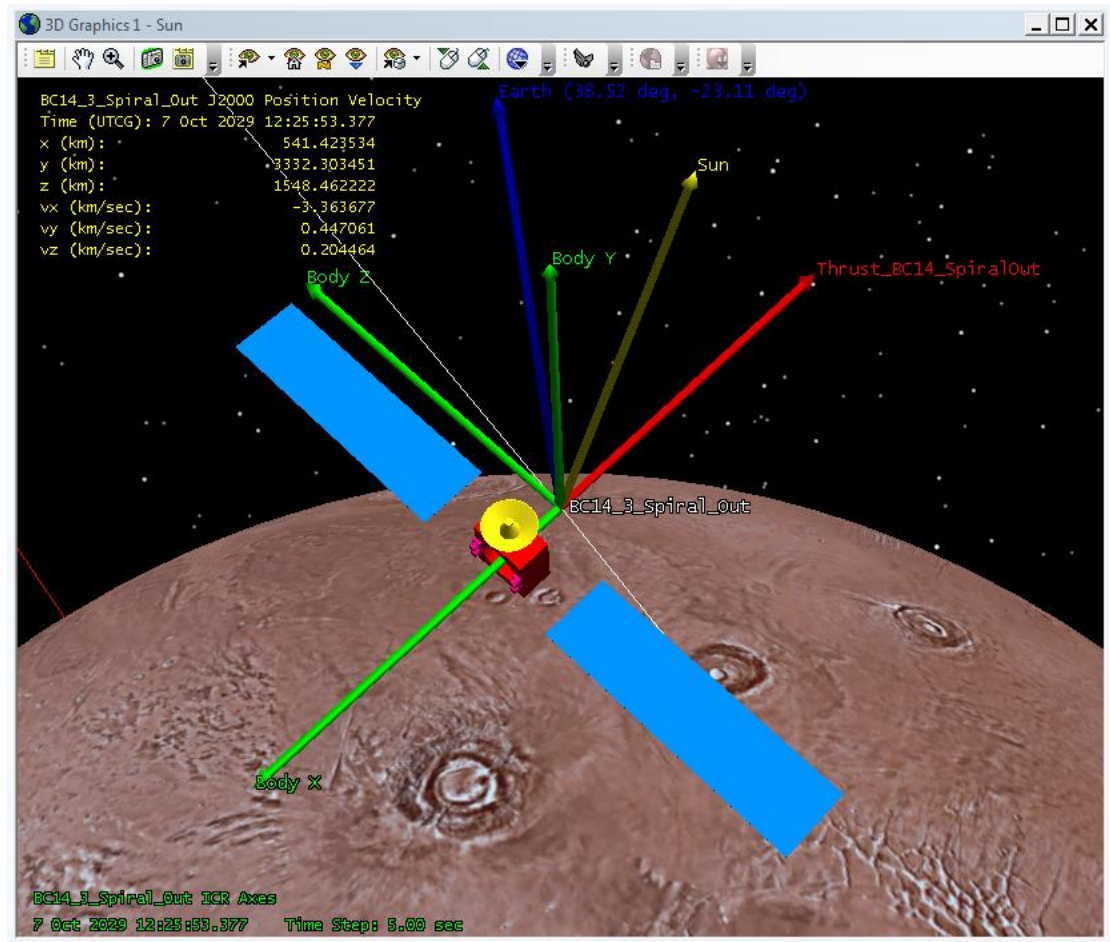 3D Graphics 1 - Sun
BC14_3_Spiral_Out J2000 Position Velocity
Time (UTCG): 7 Oct 2029 12:25:53.377
x (km): 541.423534
y (km): 3332.303451
z (km): 1548.462222
vx (km/sec): -3.363677
vy (km/sec): 0.447061
vz (km/sec): 0.204464
Earth (38.52 deg, -23.11 deg)
Sun
Body Y
Thrust_BC14_SpiralOut
Body Z
BC14_3_Spiral_Out
Body X
BC14_3_Spiral_Out ICR Axes
7 Oct 2029 12:25:53.377 Time Step: 5.00 sec